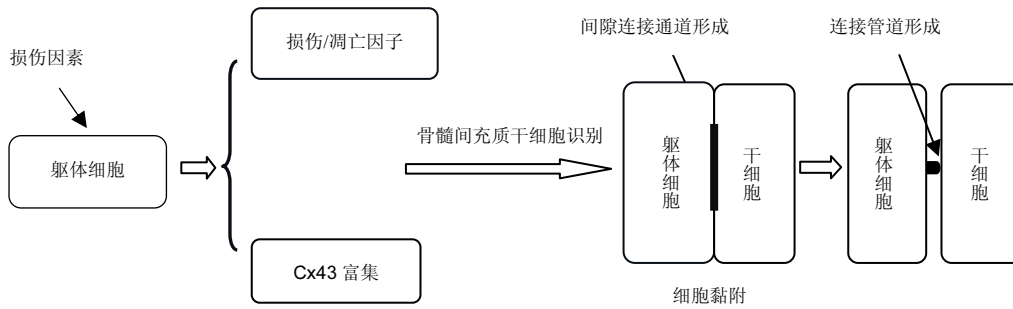 损伤因素
躯体细胞
损伤/凋亡因子
Cx43 富集
骨髓间充质干细胞识别
间隙连接通道形成
躯体细胞
干细胞
细胞黏附
连接管道形成
躯体细胞
干细胞